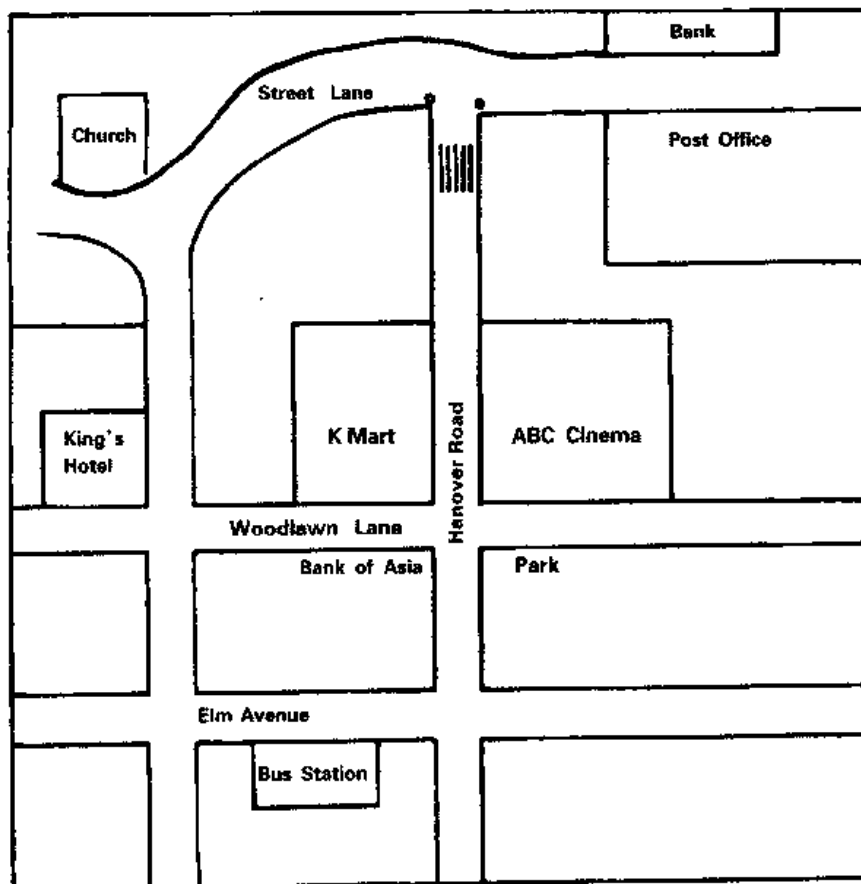 Bank
Street Lane
Church
Post Office
King's
Hotel
K Mart
Hanover Road
ABC Cinema
Woodlawn Lane
Bank of Asia
Park
Elm Avenue
Bus Station